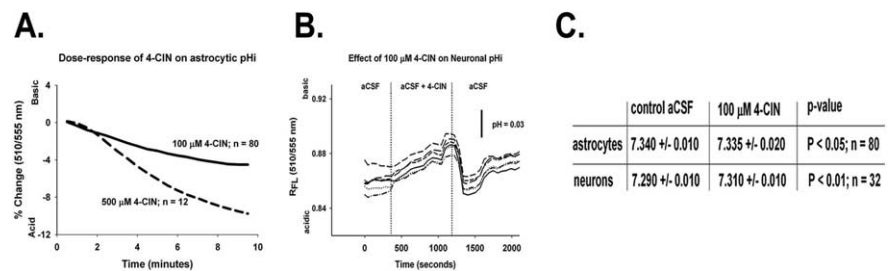 A.
Dose-response of 4-CIN on astrocytic pHi
Basic
% Change (510/555 nm)
Acid
4
0
-4
-8
-12
100 µM 4-CIN; n = 80
500 µM 4-CIN; n = 12
0
2
4
6
8
10
Time (minutes)
B.
Effect of 100 µM 4-CIN on Neuronal pHi
basic
RFL (510/555 nm)
acidic
aCSF
aCSF + 4-CIN
aCSF
0.92
0.88
0.84
pH = 0.03
0
500
1000
1500
2000
Time (seconds)
C.
control aCSF
100 µM 4-CIN
p-value
astrocytes
7.340 +/- 0.010
7.335 +/- 0.020
P < 0.05; n = 80
neurons
7.290 +/- 0.010
7.310 +/- 0.010
P < 0.01; n = 32